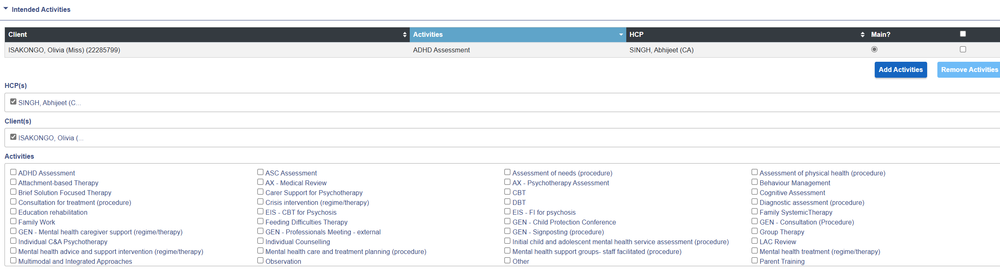 Intended Activities
Client Activities HCP Main?
ISAKONGO, Olivia (Miss) (22285799) ADHD Assessment SINGH, Abhijeet (CA)
Add Activities Remove Activities
HCP(s)
SINGH, Abhijeet (C...
Client(s)
ISAKONGO, Olivia (...
Activities
ADHD Assessment ASC Assessment Assessment of needs (procedure) Assessment of physical health (procedure)
Attachment-based Therapy AX - Medical Review AX - Psychotherapy Assessment Behaviour Management
Brief Solution Focused Therapy Carer Support for Psychotherapy CBT Cognitive Assessment
Consultation for treatment (procedure) Crisis intervention (regime/therapy) DBT Diagnostic assessment (procedure)
Education rehabilitation EIS - CBT for Psychosis EIS - FI for psychosis Family SystemicTherapy
Family Work Feeding Difficulties Therapy GEN - Child Protection Conference GEN - Consultation (Procedure)
GEN - Mental health caregiver support (regime/therapy) GEN - Professionals Meeting - external GEN - Signposting (procedure) Group Therapy
Individual C&A Psychotherapy Individual Counselling Initial child and adolescent mental health service assessment (procedure) LAC Review
Mental health advice and support intervention (regime/therapy) Mental health care and treatment planning (procedure) Mental health support groups- staff facilitated (procedure) Mental health treatment (regime/therapy)
Multimodal and Integrated Approaches Observation Other Parent Training